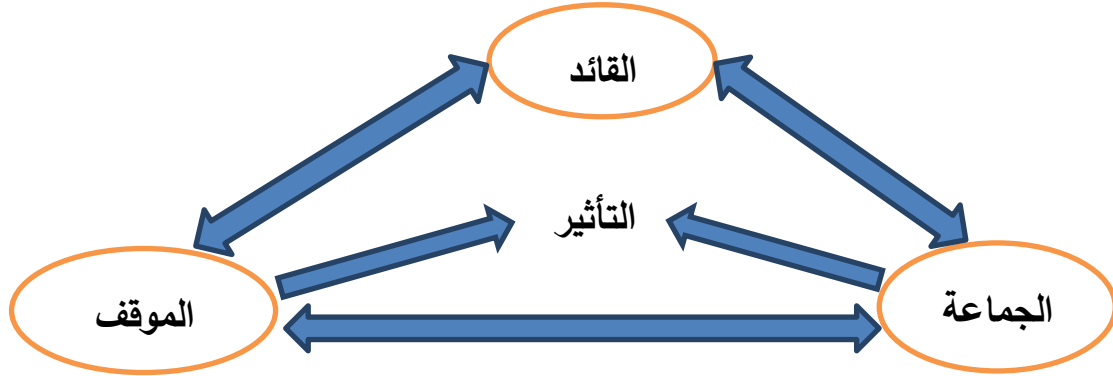 القائد
التأثير
الجماعة
الموقف